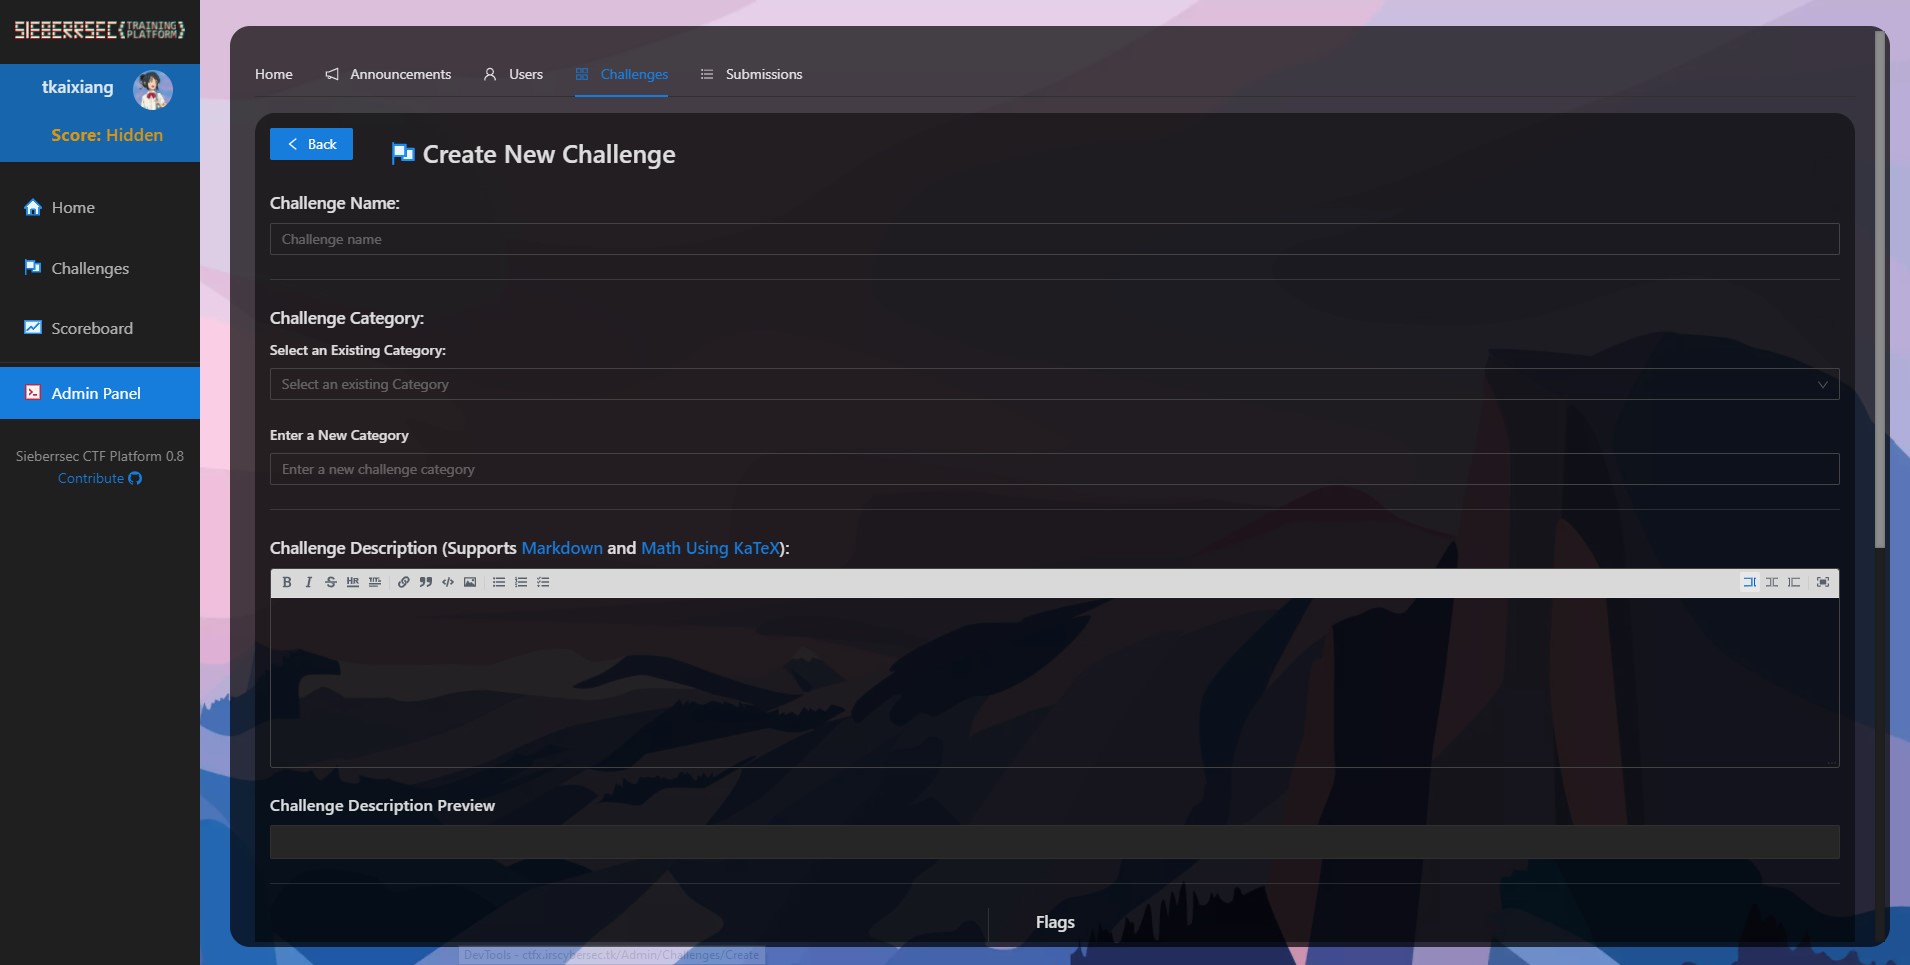 SIEBERRSEC{TRAINING PLATFORM}
tkaixiang
Score: Hidden
Home
Challenges
Scoreboard
Admin Panel
Sieberrsec CTF Platform 0.8
Contribute
Home Announcements Users Challenges Submissions
Back
Create New Challenge
Challenge Name:
Challenge name
Challenge Category:
Select an Existing Category:
Select an existing Category
Enter a New Category
Enter a new challenge category
Challenge Description (Supports Markdown and Math Using KaTeX):
B I S HR TITL
Challenge Description Preview
Flags
DevTools - ctfx.irscybersec.tk/Admin/Challenges/Create